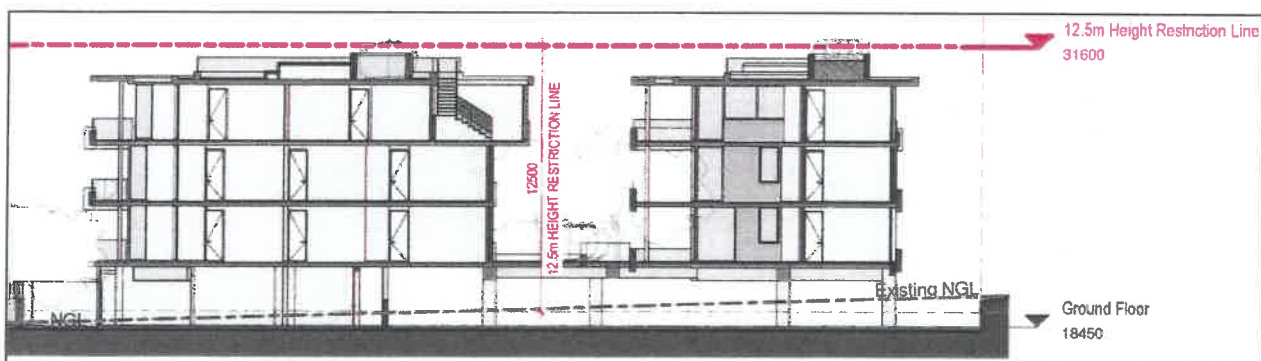 12.5m Height Restriction Line
31600
12500
12.5m HEIGHT RESTRICTION LINE
Existing NGL
NGL
Ground Floor
18450